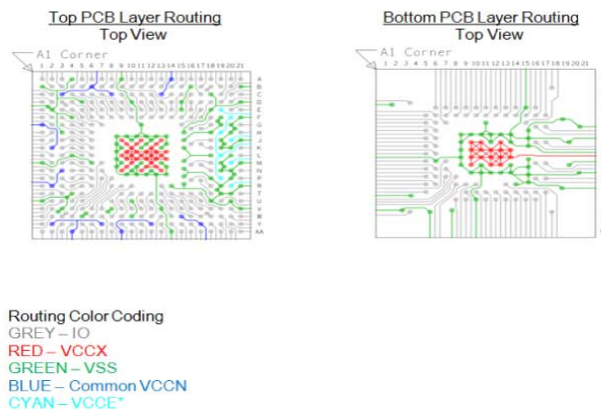 Top PCB Layer Routing
Top View
A1 Corner
1 2 3 4 5 6 7 8 9 10 11 12 13 14 15 16 17 18 19 20 21
A
B
C
D
E
F
G
H
J
K
L
M
N
P
R
T
U
V
W
Y
AA
Bottom PCB Layer Routing
Top View
A1 Corner
1 2 3 4 5 6 7 8 9 10 11 12 13 14 15 16 17 18 19 20 21
Routing Color Coding
GREY – IO
RED – VCCX
GREEN – VSS
BLUE – Common VCCN
CYAN – VCCE*